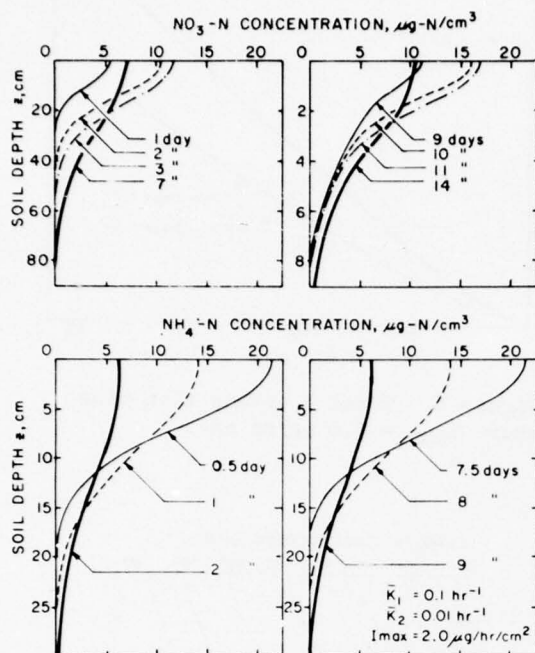 NO₃-N CONCENTRATION, μg-N/cm³
0 5 10 15 20
0 5 10 15 20
SOIL DEPTH z, cm
20
40
60
80
1 day
2 "
3 "
7 "
0
2
4
6
8
9 days
10 "
11 "
14 "
NH₄-N CONCENTRATION, μg-N/cm³
0 5 10 15 20
0 5 10 15 20
SOIL DEPTH z, cm
5
10
15
20
25
0.5 day
1 "
2 "
5
10
15
20
25
7.5 days
8 "
9 "
K̄₁ = 0.1 hr⁻¹
K̄₂ = 0.01 hr⁻¹
Imax = 2.0 μg/hr/cm²